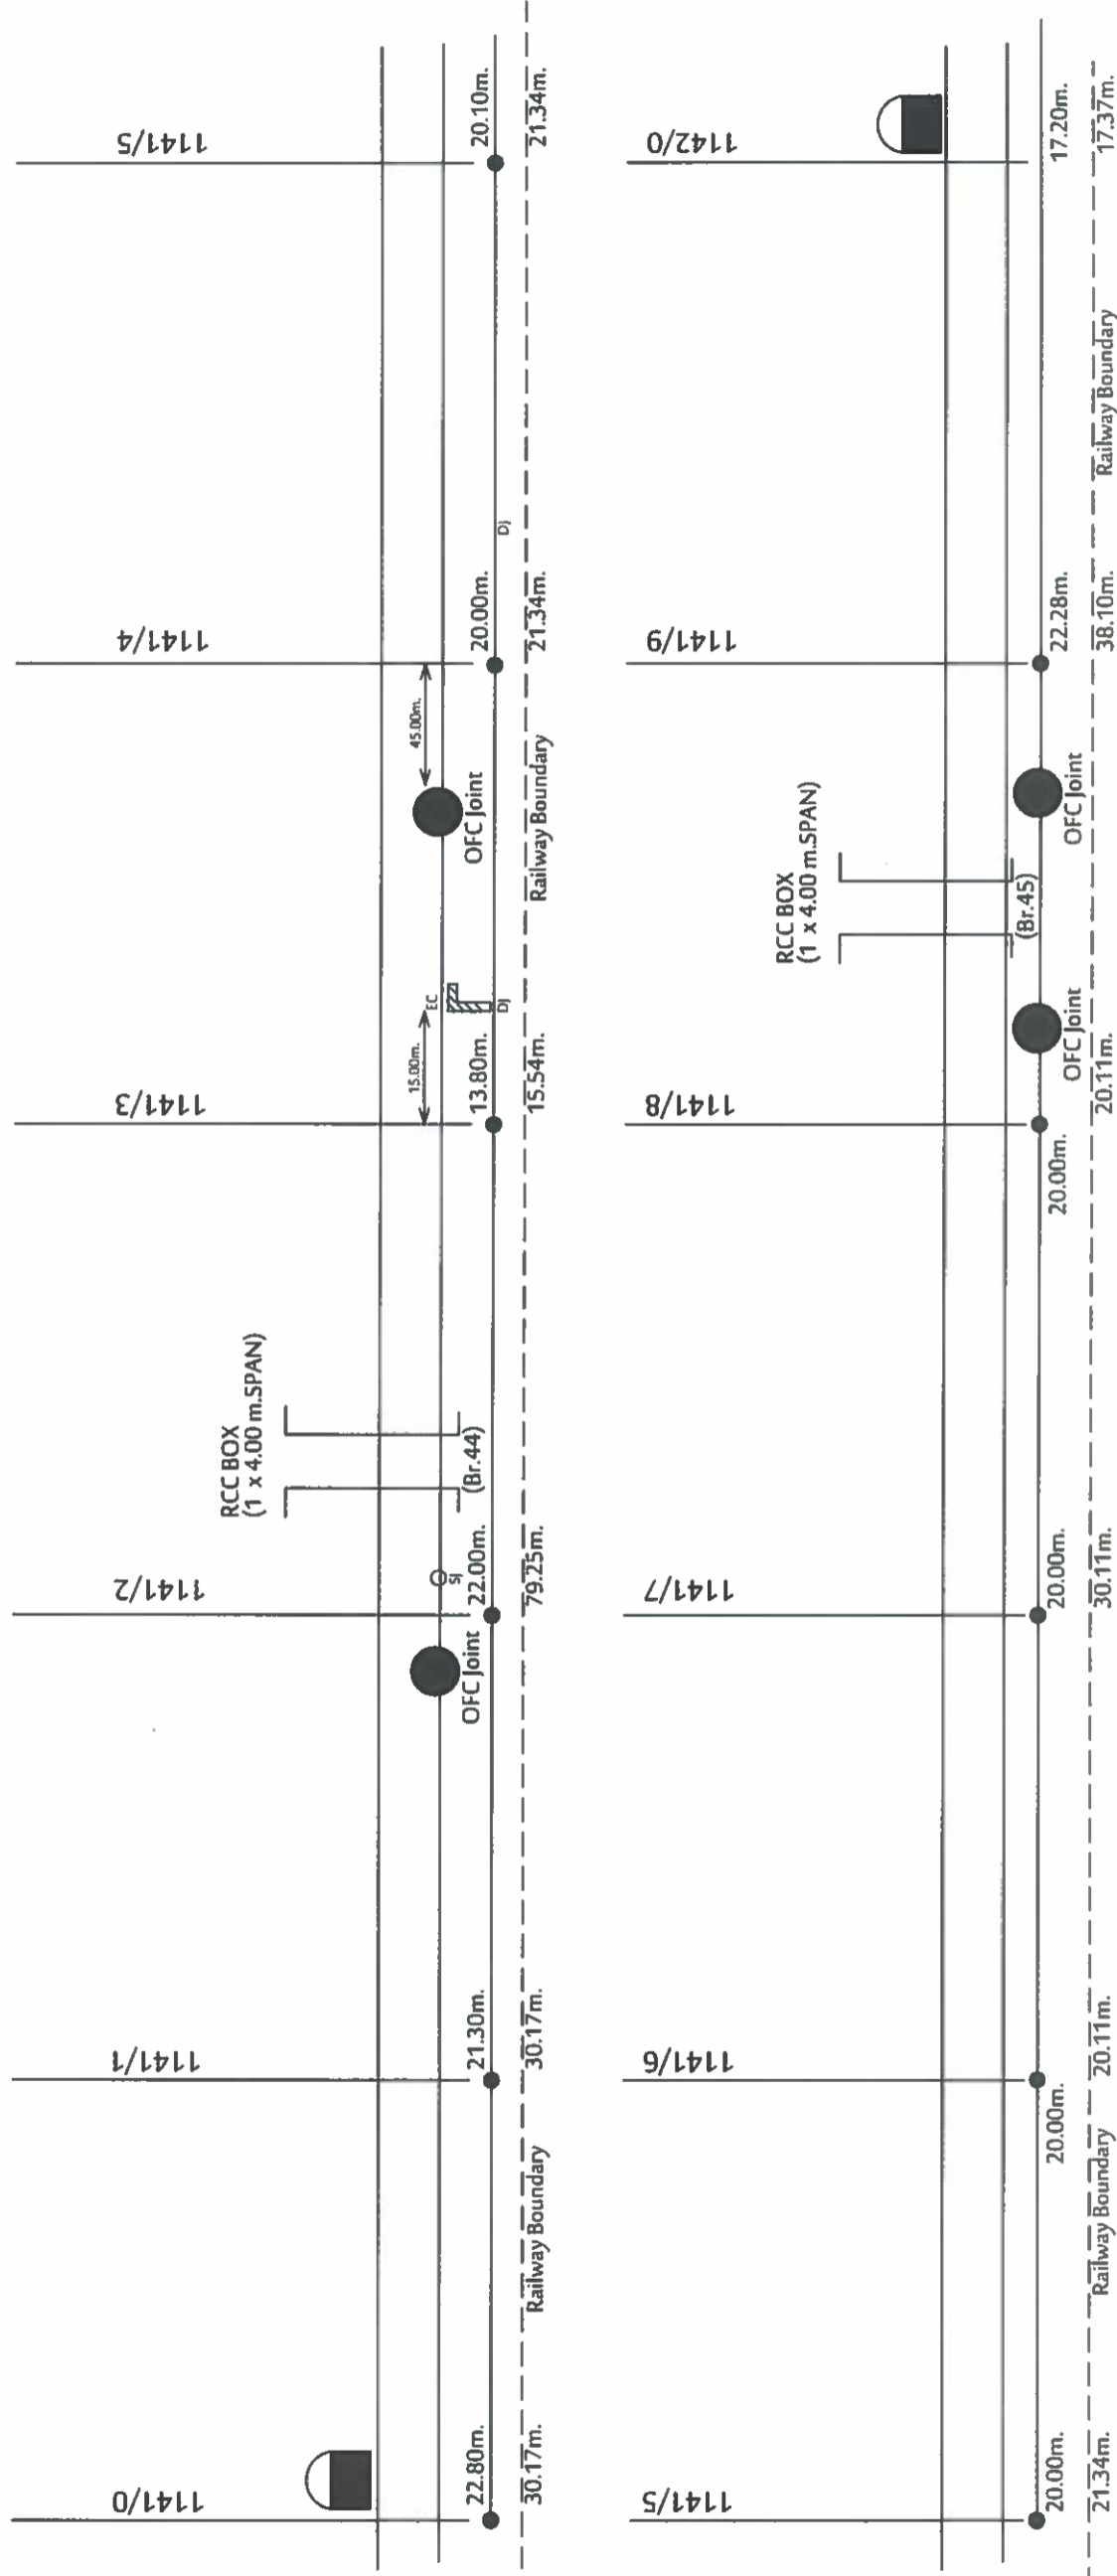 1141/0
1141/1
1141/2
1141/3
1141/4
1141/5
RCC BOX
(1 x 4.00 m.SPAN)
(Br.44)
SJ
EC
DJ
DJ
15.00m.
45.00m.
OFC Joint
OFC Joint
22.80m.
21.30m.
22.00m.
13.80m.
20.00m.
20.10m.
30.17m.
Railway Boundary
30.17m.
79.25m.
15.54m.
Railway Boundary
21.34m.
21.34m.
1141/5
1141/6
1141/7
1141/8
1141/9
1142/0
RCC BOX
(1 x 4.00 m.SPAN)
(Br.45)
20.00m.
20.00m.
20.00m.
20.00m.
22.28m.
17.20m.
OFC Joint
OFC Joint
21.34m.
Railway Boundary
20.11m.
30.11m.
20.11m.
38.10m.
Railway Boundary
17.37m.